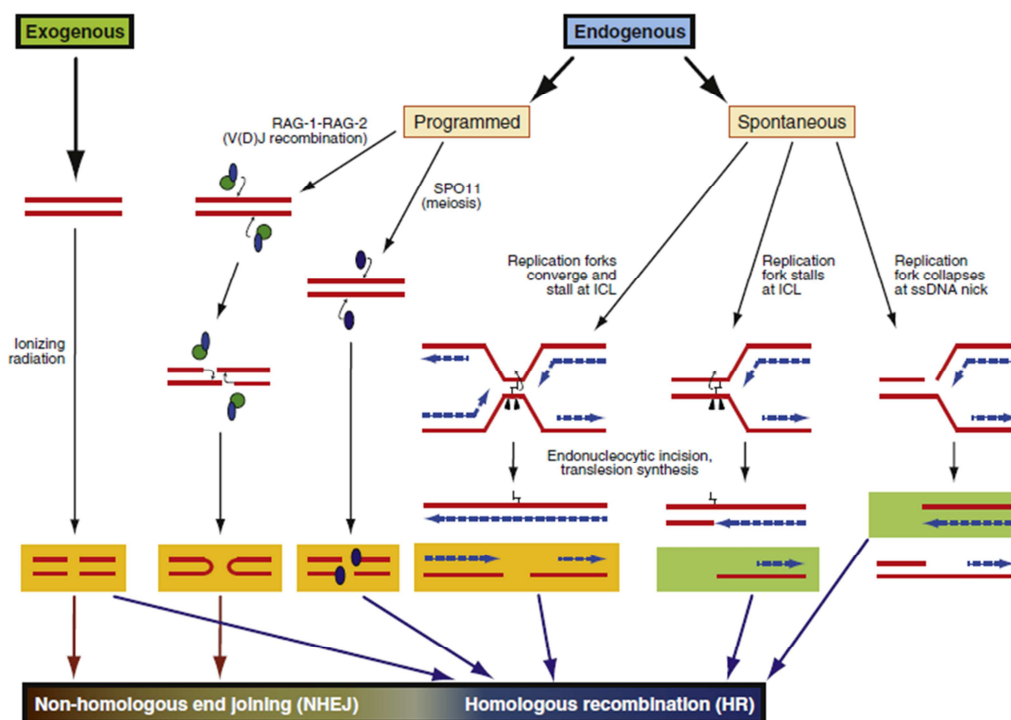 Exogenous
Endogenous
RAG-1-RAG-2
(V(D)J recombination)
Programmed
Spontaneous
SPO11
(meiosis)
Replication forks
converge and
stall at ICL
Replication
fork stalls
at ICL
Replication
fork collapses
at ssDNA nick
Ionizing
radiation
Endonucleocytic incision,
translesion synthesis
Non-homologous end joining (NHEJ)
Homologous recombination (HR)